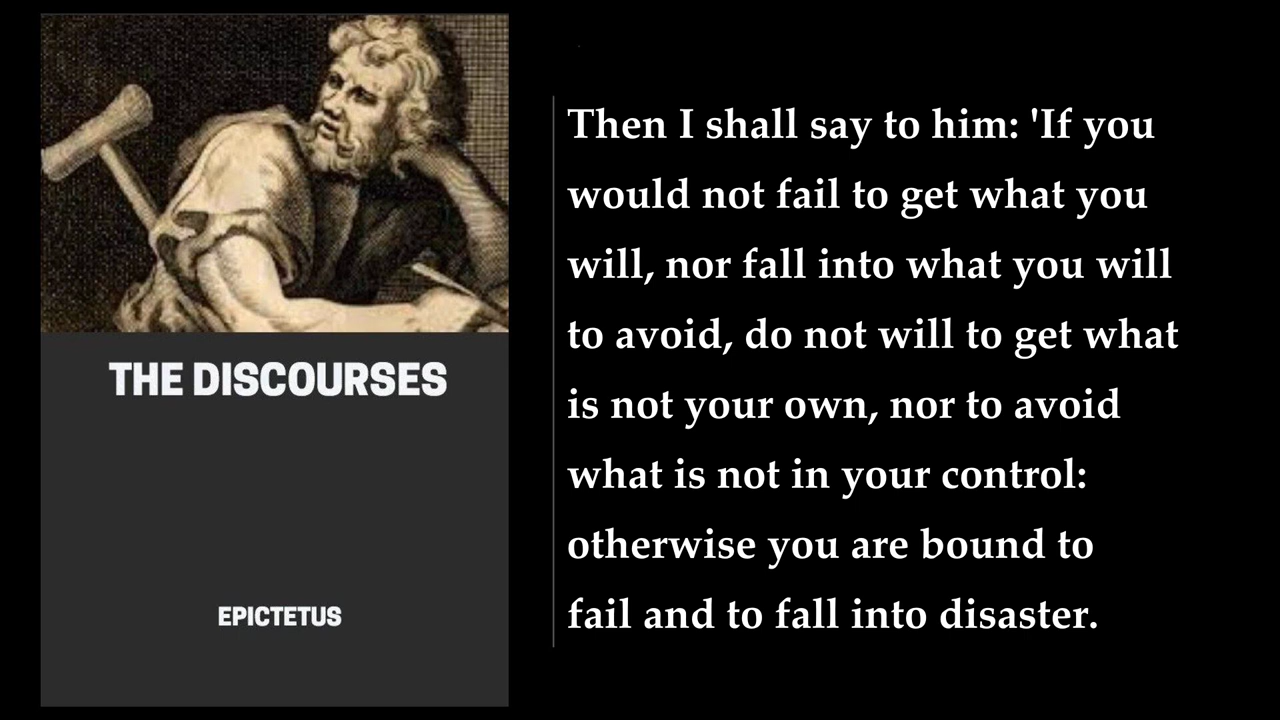 THE DISCOURSES
EPICTETUS
Then I shall say to him: 'If you
would not fail to get what you
will, nor fall into what you will
to avoid, do not will to get what
is not your own, nor to avoid
what is not in your control:
otherwise you are bound to
fail and to fall into disaster.